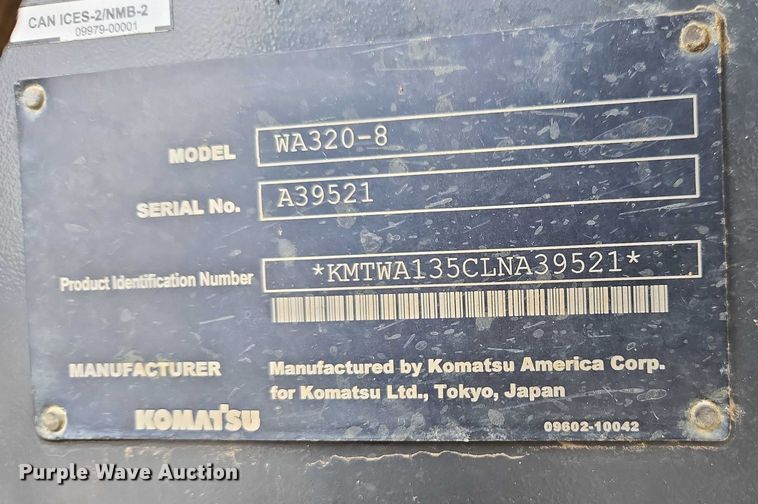 CAN ICES-2/NMB-2
09979-00001
MODEL WA320-8
SERIAL No. A39521
Product Identification Number *KMTWA135CLNA39521*
MANUFACTURER Manufactured by Komatsu America Corp.
for Komatsu Ltd., Tokyo, Japan
KOMATSU 09602-10042
Purple Wave Auction